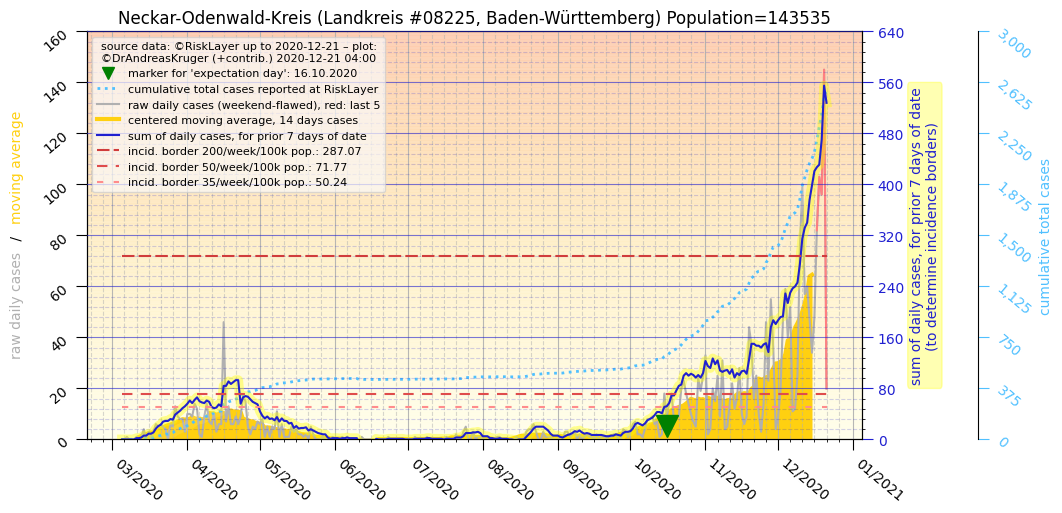 Neckar-Odenwald-Kreis (Landkreis #08225, Baden-Württemberg) Population=143535
source data: ©RiskLayer up to 2020-12-21 – plot:
©DrAndreasKruger (+contrib.) 2020-12-21 04:00
marker for 'expectation day': 16.10.2020
cumulative total cases reported at RiskLayer
raw daily cases (weekend-flawed), red: last 5
centered moving average, 14 days
sum of daily cases, for prior 7 days of date
incid. border 200/week/100k pop.: 287.07
incid. border 50/week/100k pop.: 71.77
incid. border 35/week/100k pop.: 50.24
raw daily cases / moving average
160
140
120
100
80
60
40
20
0
640
560
480
400
320
240
160
80
0
sum of daily cases, for prior 7 days of date
(to determine incidence borders)
3,000
2,625
2,250
1,875
1,500
1,125
750
375
0
cumulative total cases
03/2020
04/2020
05/2020
06/2020
07/2020
08/2020
09/2020
10/2020
11/2020
12/2020
01/2021